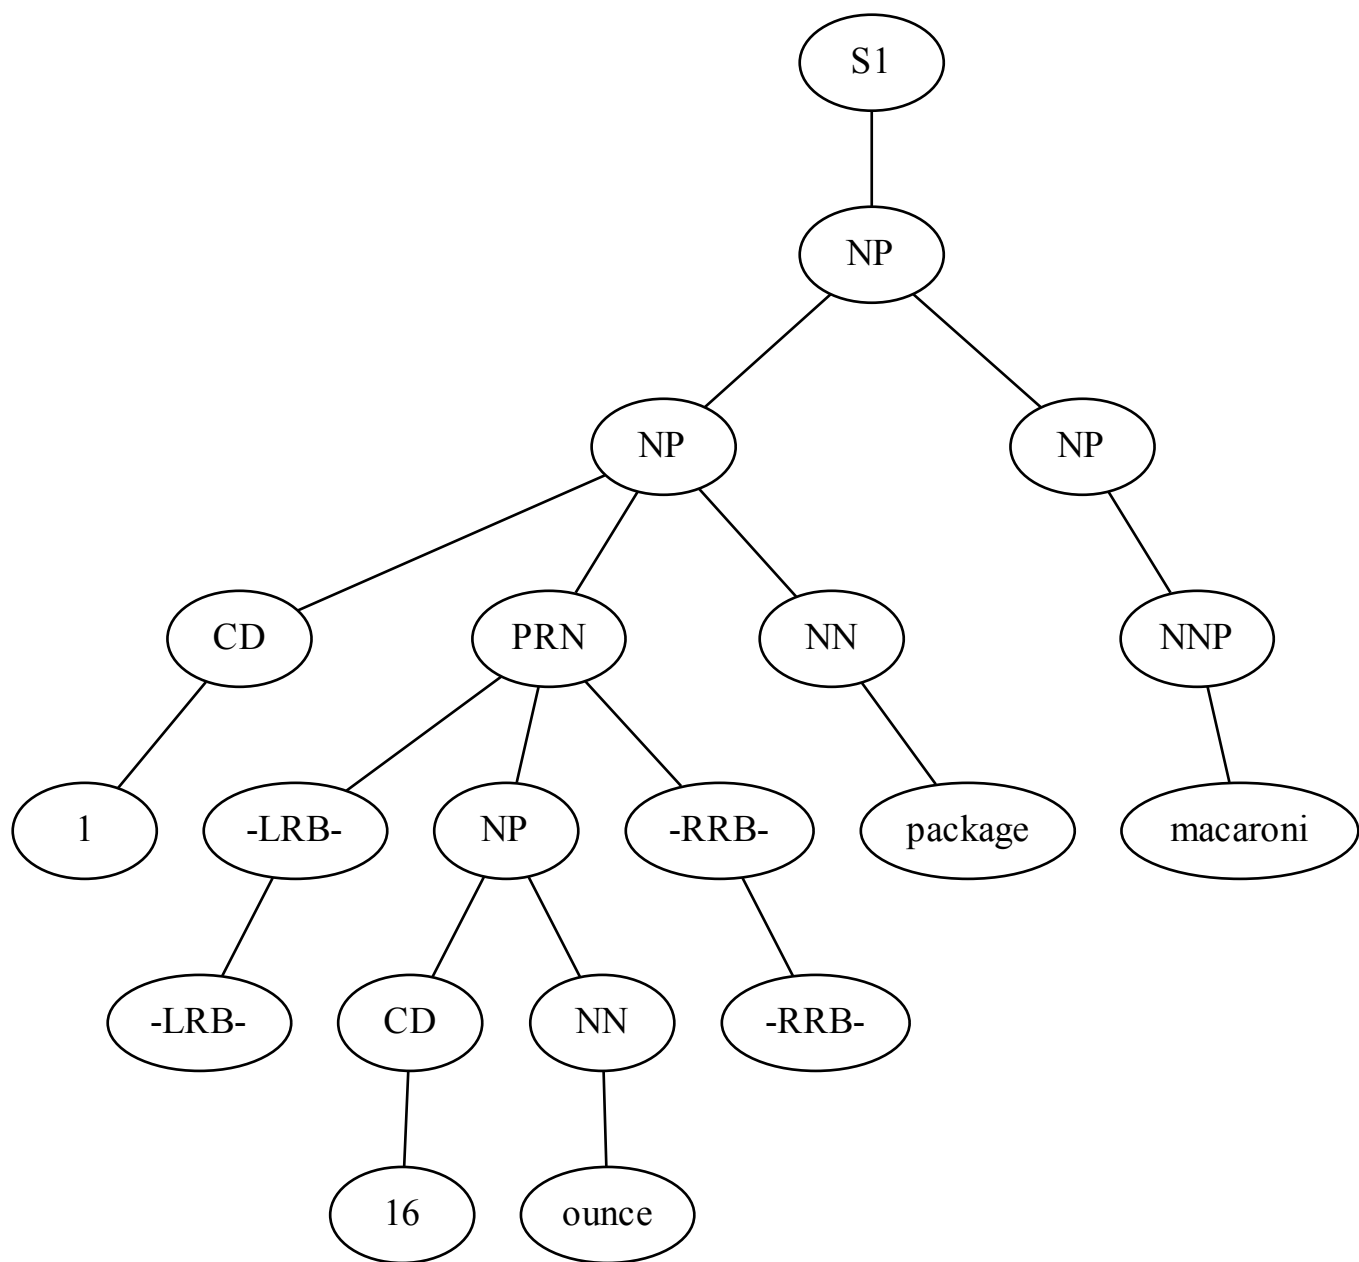 S1
NP
NP NP
CD PRN NN NNP
1 -LRB- NP -RRB- package macaroni
-LRB- CD NN -RRB-
16 ounce